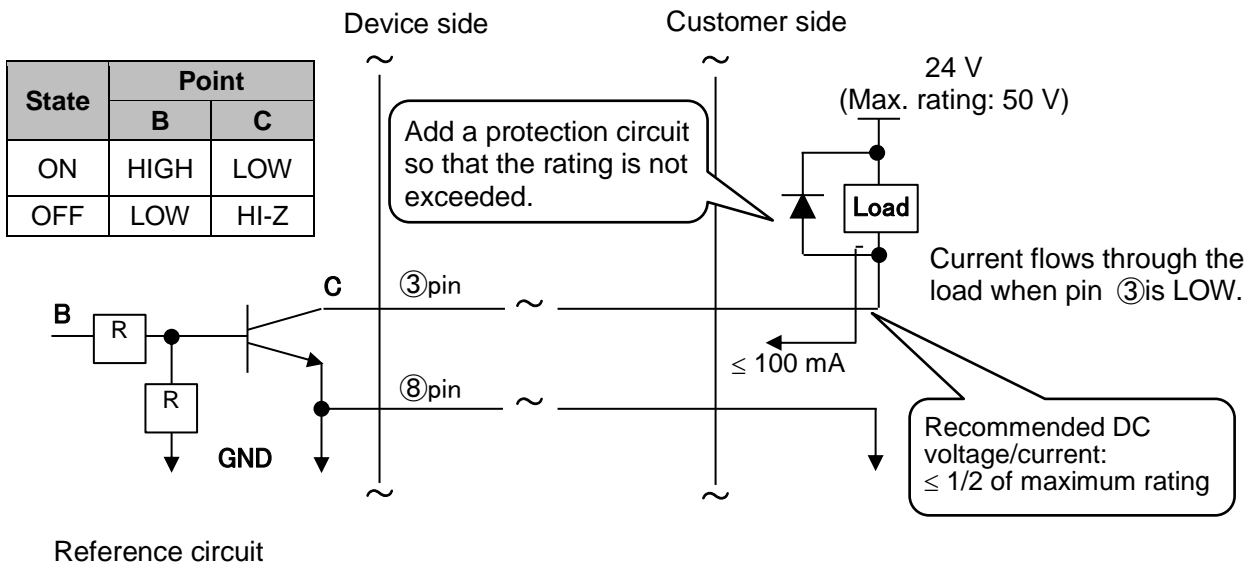 Device side
Customer side
State
Point
B
C
ON
HIGH
LOW
OFF
LOW
HI-Z
Add a protection circuit
so that the rating is not
exceeded.
24 V
(Max. rating: 50 V)
Load
Current flows through the
load when pin ③is LOW.
B
R
R
C
③pin
≤ 100 mA
⑧pin
GND
Recommended DC
voltage/current:
≤ 1/2 of maximum rating
Reference circuit